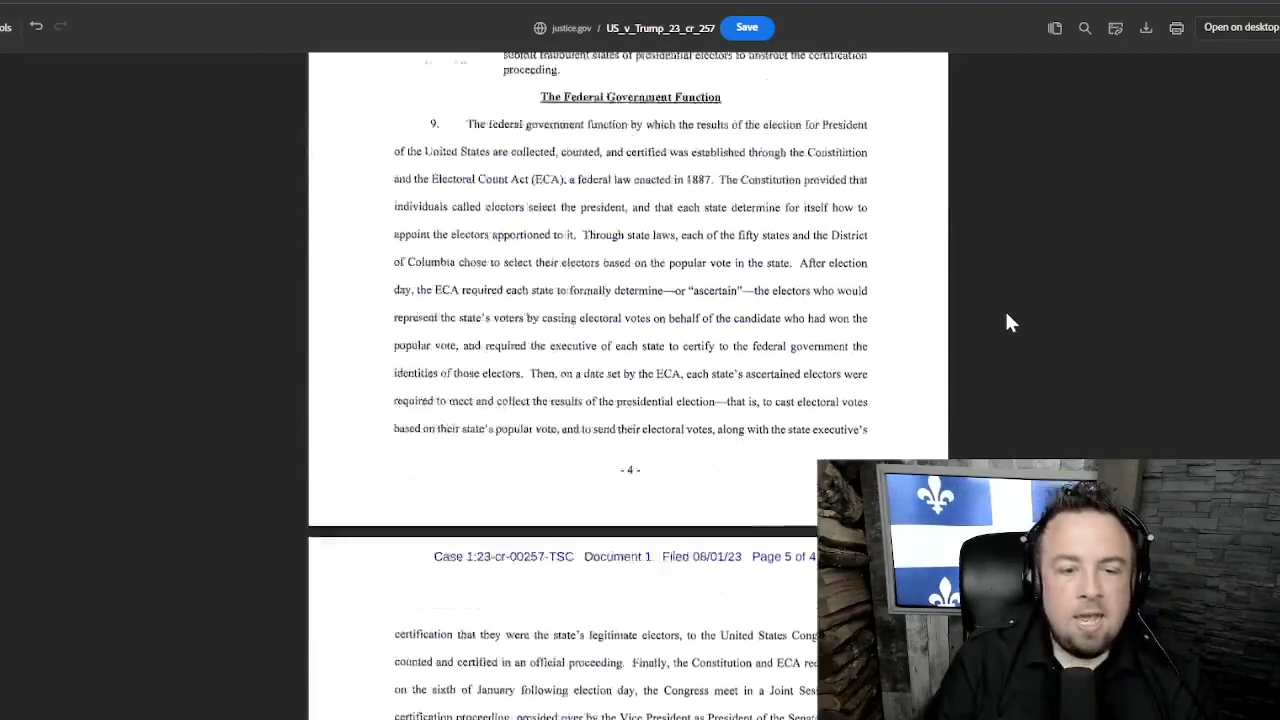 ols
justice.gov / US_v_Trump_23_cr_257 Save Open on desktop
submit fraudulent slates of presidential electors to obstruct the certification
proceeding.
The Federal Government Function
9. The federal government function by which the results of the election for President
of the United States are collected, counted, and certified was established through the Constitution
and the Electoral Count Act (ECA), a federal law enacted in 1887. The Constitution provided that
individuals called electors select the president, and that each state determine for itself how to
appoint the electors apportioned to it. Through state laws, each of the fifty states and the District
of Columbia chose to select their electors based on the popular vote in the state. After election
day, the ECA required each state to formally determine—or “ascertain”—the electors who would
represent the state’s voters by casting electoral votes on behalf of the candidate who had won the
popular vote, and required the executive of each state to certify to the federal government the
identities of those electors. Then, on a date set by the ECA, each state’s ascertained electors were
required to meet and collect the results of the presidential election—that is, to cast electoral votes
based on their state’s popular vote, and to send their electoral votes, along with the state executive’s
- 4 -
Case 1:23-cr-00257-TSC Document 1 Filed 08/01/23 Page 5 of 4
certification that they were the state’s legitimate electors, to the United States Cong
counted and certified in an official proceeding. Finally, the Constitution and ECA req
on the sixth of January following election day, the Congress meet in a Joint Ses
certification proceeding, presided over by the Vice President as President of the Senat